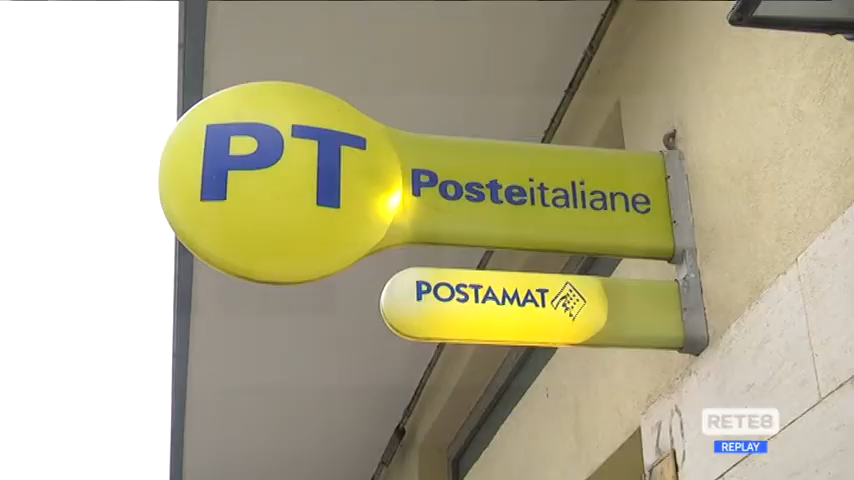 PT
Posteitaliane
POSTAMAT
RETE8
REPLAY